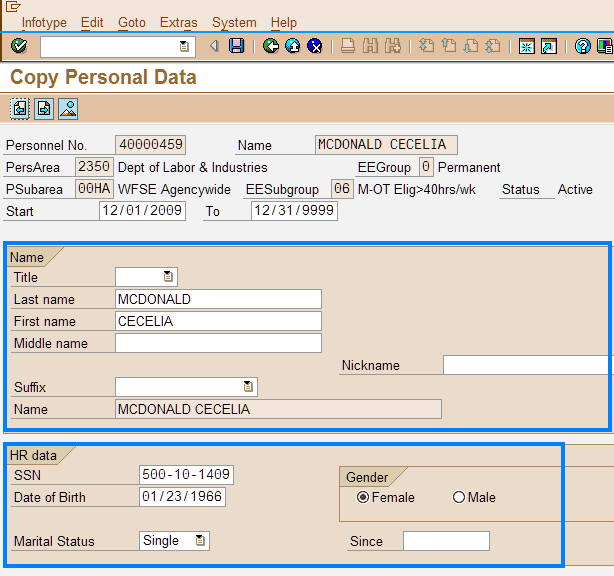 Infotype Edit Goto Extras System Help
Copy Personal Data
Personnel No. 40000459 Name MCDONALD CECELIA
PersArea 2350 Dept of Labor & Industries EEGroup 0 Permanent
PSubarea 00HA WFSE Agencywide EESubgroup 06 M-OT Elig>40hrs/wk Status Active
Start 12/01/2009 To 12/31/9999
Name
Title
Last name MCDONALD
First name CECELIA
Middle name
Nickname
Suffix
Name MCDONALD CECELIA
HR data
SSN 500-10-1409
Gender
Date of Birth 01/23/1966
Female Male
Marital Status Single Since